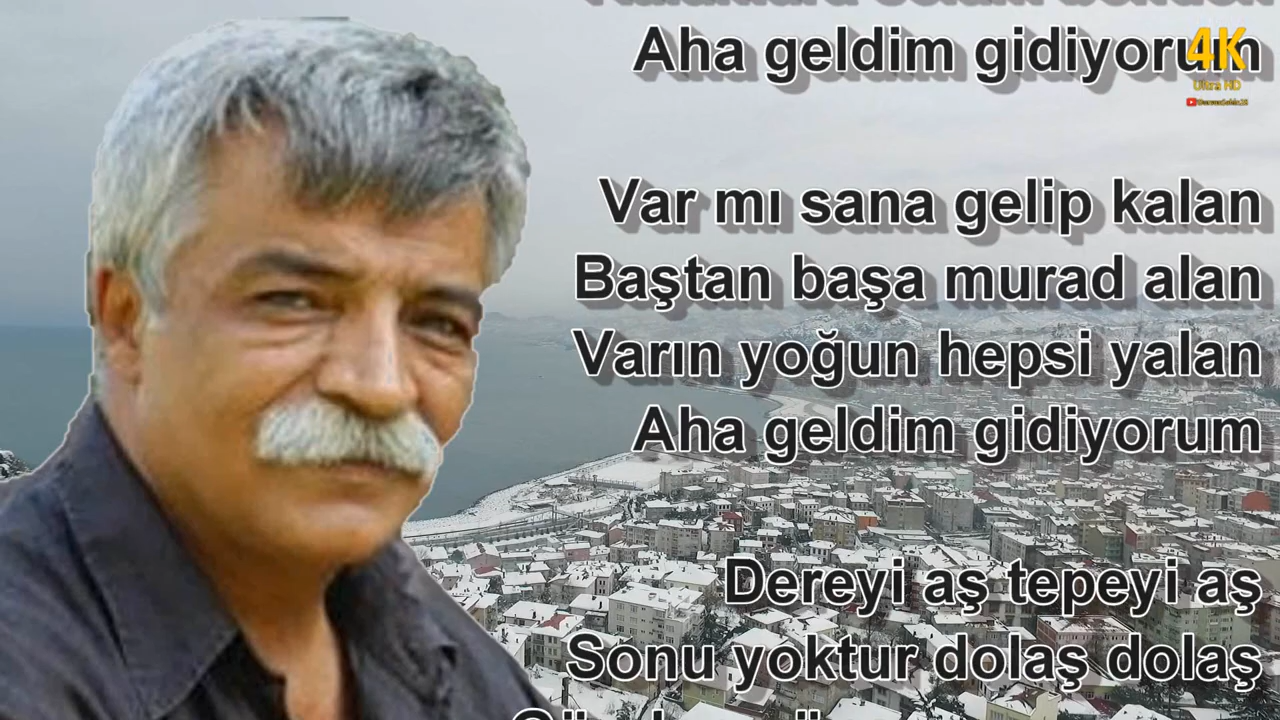 Aha geldim gidiyorum
4K
Ultra HD
Var mı sana gelip kalan
Baştan başa murad alan
Varın yoğun hepsi yalan
Aha geldim gidiyorum
Dereyi aş tepeyi aş
Sonu yoktur dolaş dolaş